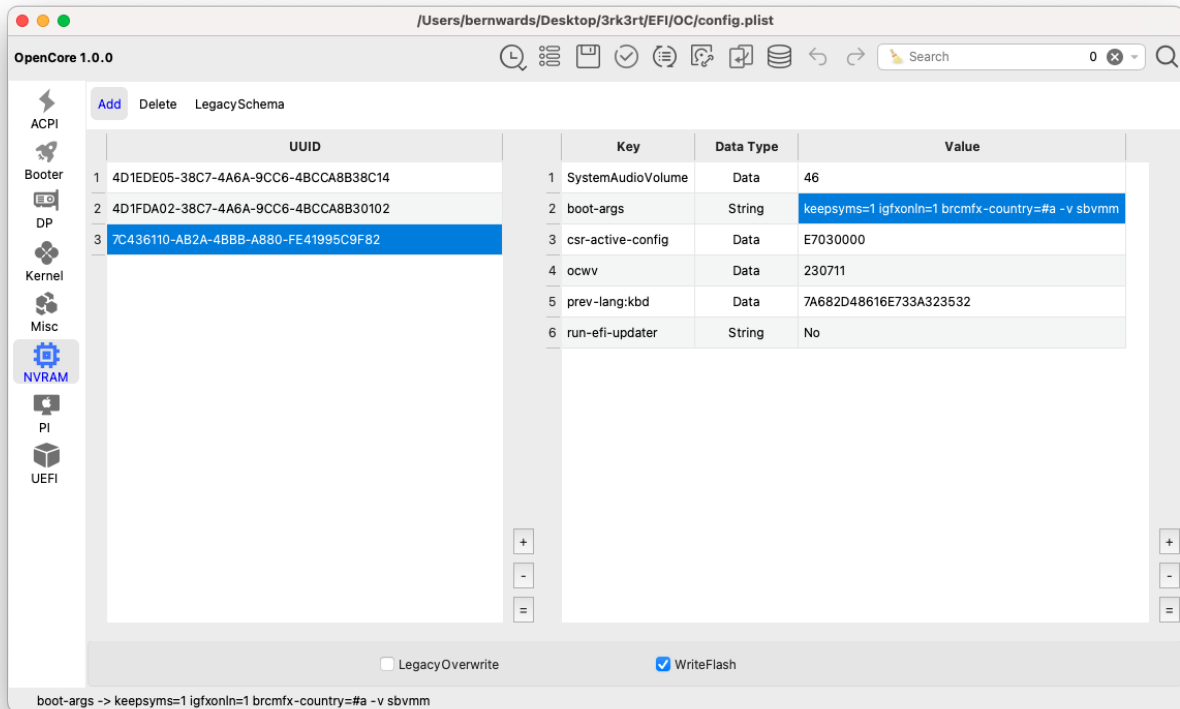 /Users/bernwards/Desktop/3rk3rt/EFI/OC/config.plist
OpenCore 1.0.0
Search 0
ACPI
Booter
DP
Kernel
Misc
NVRAM
PI
UEFI
Add Delete LegacySchema
UUID
1 4D1EDE05-38C7-4A6A-9CC6-4BCCA8B38C14
2 4D1FDA02-38C7-4A6A-9CC6-4BCCA8B30102
3 7C436110-AB2A-4BBB-A880-FE41995C9F82
Key Data Type Value
1 SystemAudioVolume Data 46
2 boot-args String keepsyms=1 igfxonln=1 brcmfx-country=#a -v sbvmm
3 csr-active-config Data E7030000
4 ocwv Data 230711
5 prev-lang:kbd Data 7A682D48616E733A323532
6 run-efi-updater String No
+ +
- -
= =
LegacyOverwrite WriteFlash
boot-args -> keepsyms=1 igfxonln=1 brcmfx-country=#a -v sbvmm